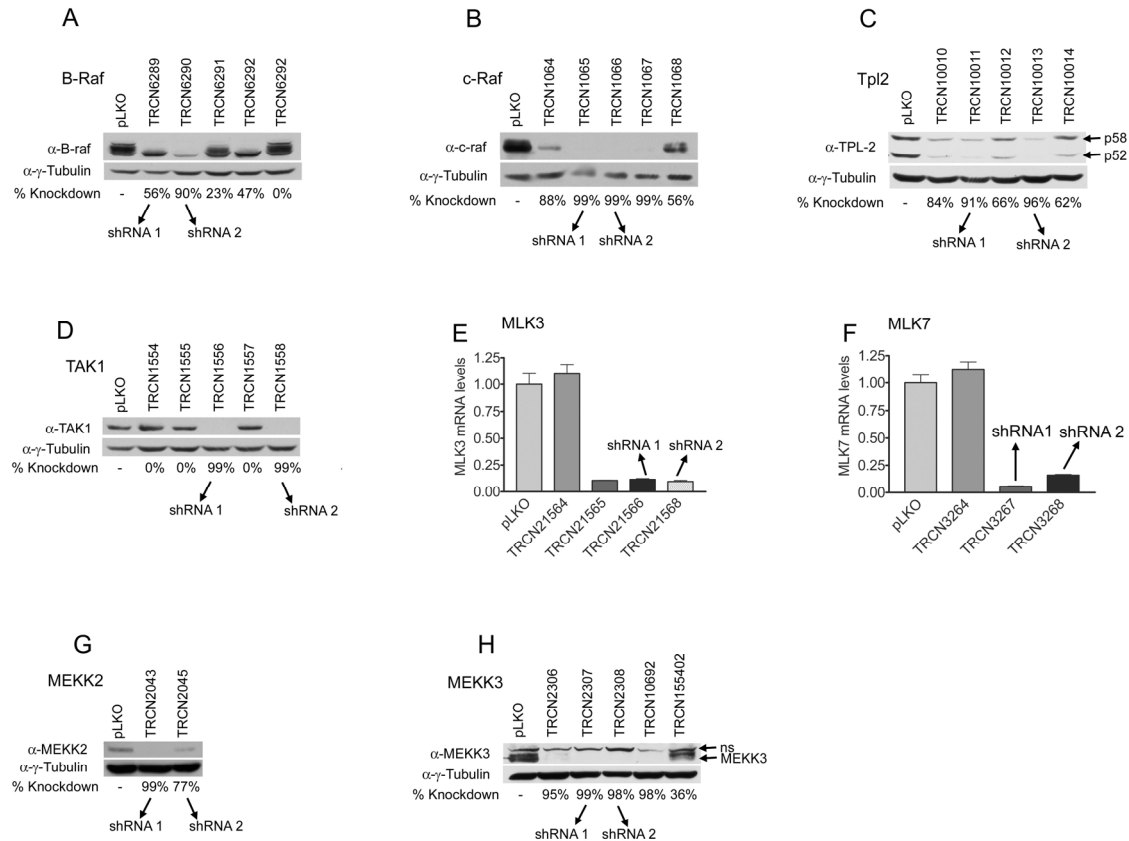 A
B-Raf
pLKO
TRCN6289
TRCN6290
TRCN6291
TRCN6292
TRCN6292
α-B-raf
α-γ-Tubulin
% Knockdown - 56% 90% 23% 47% 0%
shRNA 1 shRNA 2
B
c-Raf
pLKO
TRCN1064
TRCN1065
TRCN1066
TRCN1067
TRCN1068
α-c-raf
α-γ-Tubulin
% Knockdown - 88% 99% 99% 99% 56%
shRNA 1 shRNA 2
C
Tpl2
pLKO
TRCN10010
TRCN10011
TRCN10012
TRCN10013
TRCN10014
α-TPL-2
p58
p52
α-γ-Tubulin
% Knockdown - 84% 91% 66% 96% 62%
shRNA 1 shRNA 2
D
TAK1
pLKO
TRCN1554
TRCN1555
TRCN1556
TRCN1557
TRCN1558
α-TAK1
α-γ-Tubulin
% Knockdown - 0% 0% 99% 0% 99%
shRNA 1 shRNA 2
E
MLK3
MLK3 mRNA levels
1.25
1.00
0.75
0.50
0.25
0.00
shRNA 1
shRNA 2
pLKO
TRCN21564
TRCN21565
TRCN21566
TRCN21568
F
MLK7
MLK7 mRNA levels
1.25
1.00
0.75
0.50
0.25
0.00
shRNA1
shRNA 2
pLKO
TRCN3264
TRCN3267
TRCN3268
G
MEKK2
pLKO
TRCN2043
TRCN2045
α-MEKK2
α-γ-Tubulin
% Knockdown - 99% 77%
shRNA 1 shRNA 2
H
MEKK3
pLKO
TRCN2306
TRCN2307
TRCN2308
TRCN10692
TRCN155402
α-MEKK3
ns
MEKK3
α-γ-Tubulin
% Knockdown - 95% 99% 98% 98% 36%
shRNA 1 shRNA 2